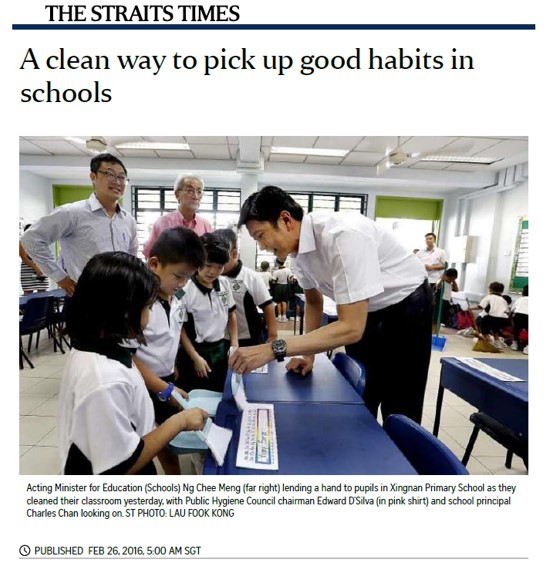 THE STRAITS TIMES
A clean way to pick up good habits in
schools
Acting Minister for Education (Schools) Ng Chee Meng (far right) lending a hand to pupils in Xingnan Primary School as they
cleaned their classroom yesterday, with Public Hygiene Council chairman Edward D'Silva (in pink shirt) and school principal
Charles Chan looking on. ST PHOTO: LAU FOOK KONG
PUBLISHED FEB 26, 2016, 5:00 AM SGT